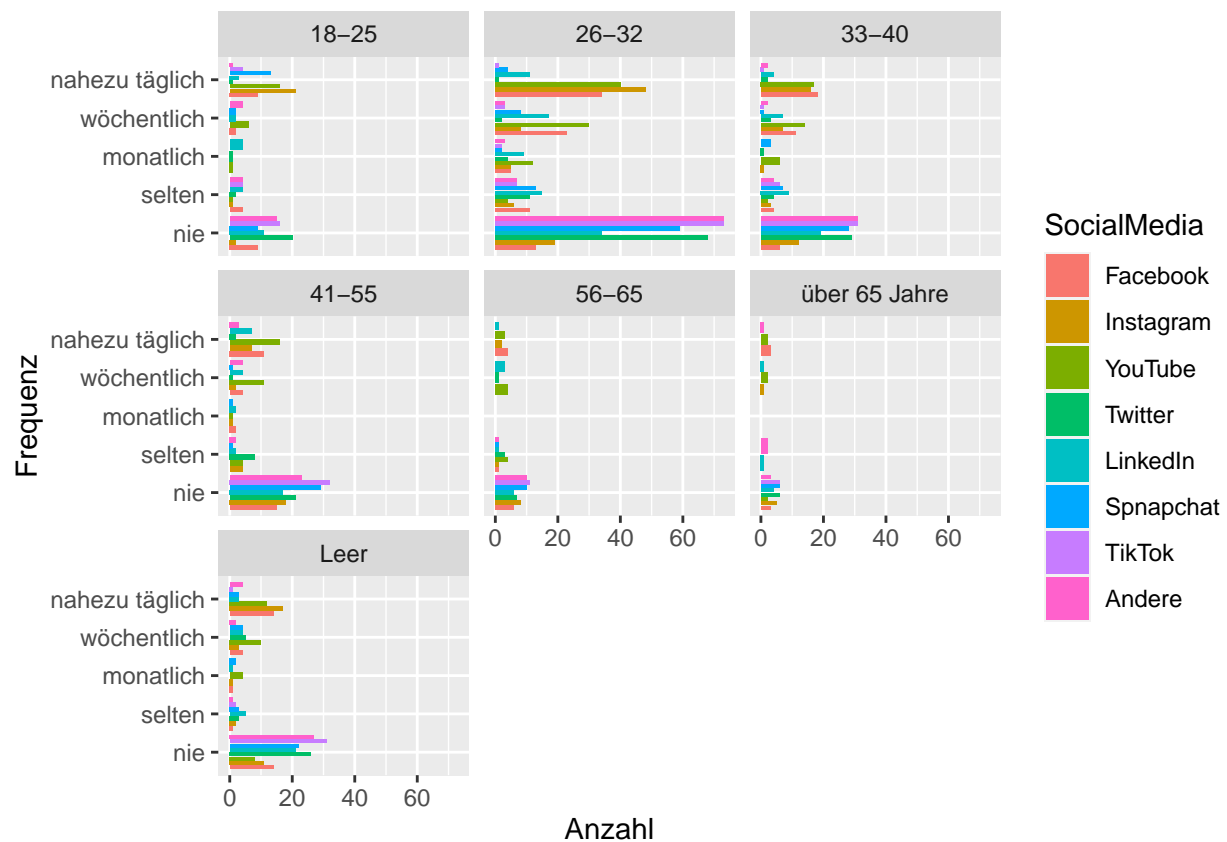 18−25
26−32
33−40
nahezu täglich
wöchentlich
monatlich
selten
nie
41−55
56−65
über 65 Jahre
nahezu täglich
wöchentlich
monatlich
selten
nie
0 20 40 60
0 20 40 60
Leer
nahezu täglich
wöchentlich
monatlich
selten
nie
0 20 40 60
Anzahl
Frequenz
SocialMedia
Facebook
Instagram
YouTube
Twitter
LinkedIn
Spnapchat
TikTok
Andere